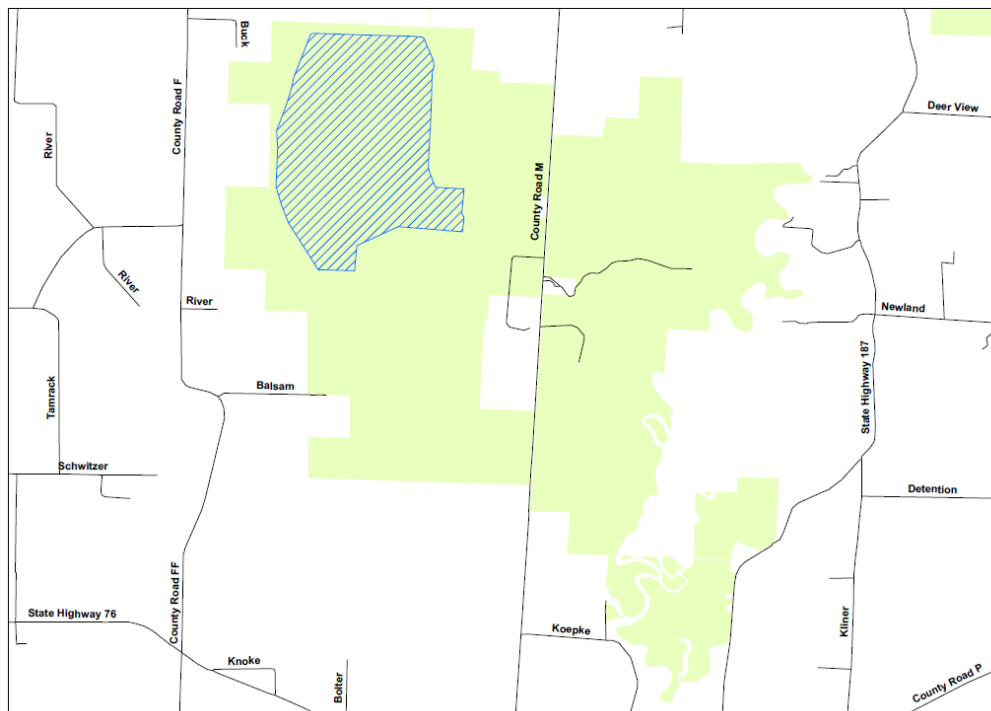 Buck
County Road F
River
Deer View
County Road M
River
River
Newland
State Highway 187
Balsam
Tamrack
Schwitzer
Detention
County Road FF
State Highway 76
Koepke
Kliner
Knoke
Bolter
County Road P